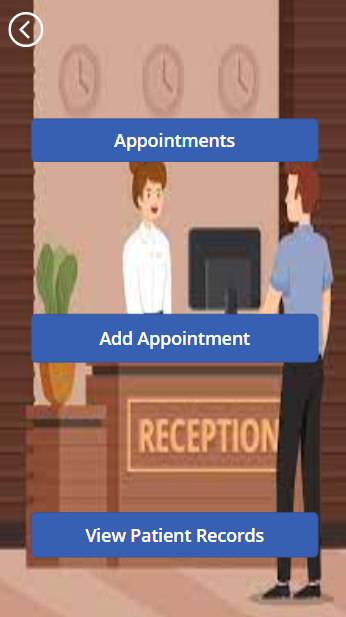 Appointments
Add Appointment
RECEPTION
View Patient Records